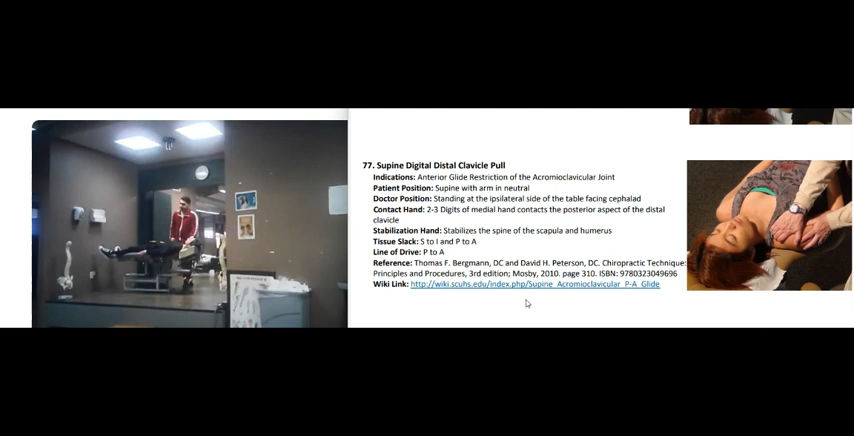 77. Supine Digital Distal Clavicle Pull
Indications: Anterior Glide Restriction of the Acromioclavicular Joint
Patient Position: Supine with arm in neutral
Doctor Position: Standing at the ipsilateral side of the table facing cephalad
Contact Hand: 2-3 Digits of medial hand contacts the posterior aspect of the distal
clavicle
Stabilization Hand: Stabilizes the spine of the scapula and humerus
Tissue Slack: S to I and P to A
Line of Drive: P to A
Reference: Thomas F. Bergmann, DC and David H. Peterson, DC. Chiropractic Technique:
Principles and Procedures, 3rd edition; Mosby, 2010. page 310. ISBN: 9780323049696
Wiki Link: http://wiki.scuhs.edu/index.php/Supine_Acromioclavicular_P-A_Glide